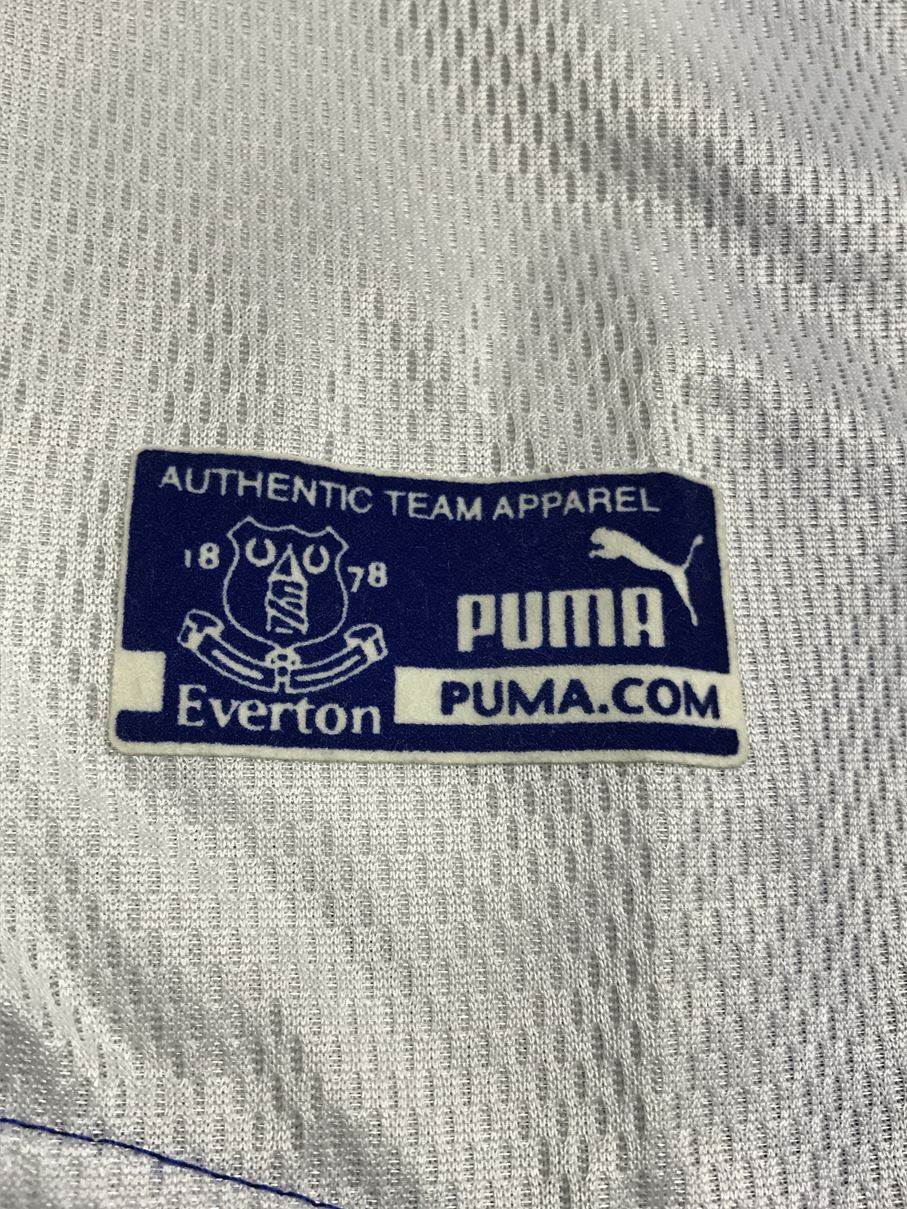 AUTHENTIC TEAM APPAREL
18 78
Everton
PUMA
PUMA.COM